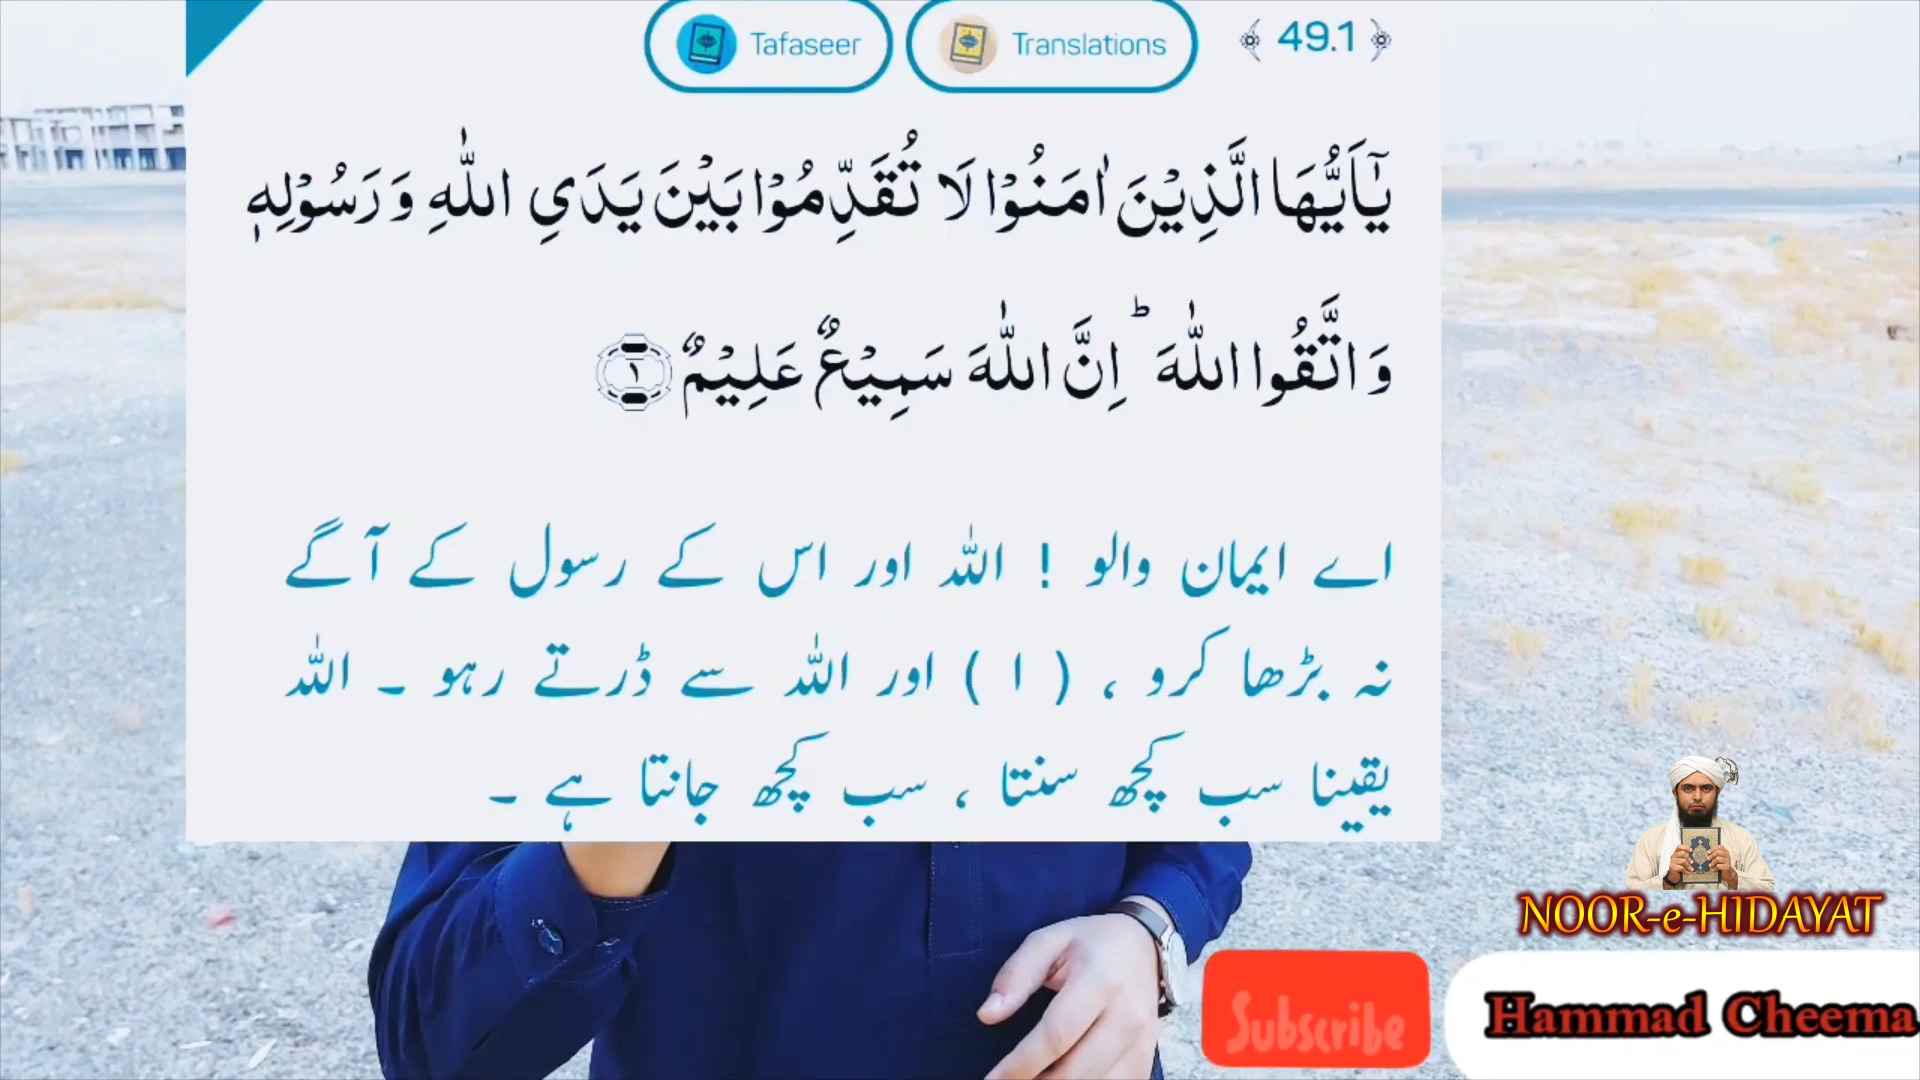 Tafaseer
Translations
49.1
يٰۤاَيُّهَا الَّذِيْنَ اٰمَنُوْا لَا تُقَدِّمُوْا بَيْنَ يَدَيِ اللّٰهِ وَرَسُوْلِهٖ
وَاتَّقُوا اللّٰهَ ؕ اِنَّ اللّٰهَ سَمِيْعٌ عَلِيْمٌ ۝۱
اے ایمان والو ! اللہ اور اس کے رسول کے آگے
نہ بڑھا کرو ، ( ۱ ) اور اللہ سے ڈرتے رہو ۔ اللہ
یقینا سب کچھ سنتا ، سب کچھ جانتا ہے ۔
NOOR-e-HIDAYAT
Subscribe
Hammad Cheema